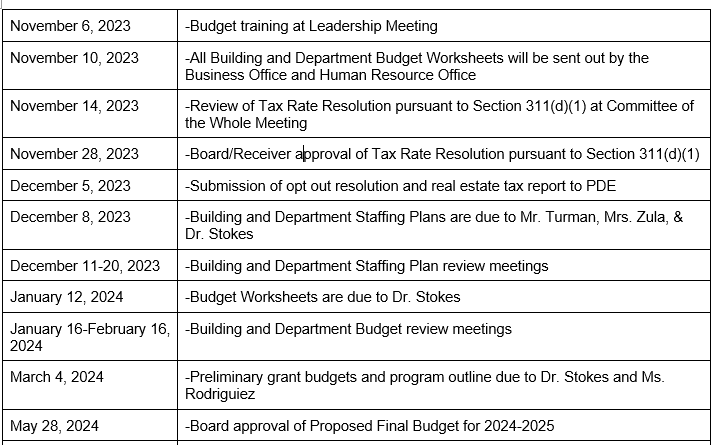 November 6, 2023 -Budget training at Leadership Meeting
November 10, 2023 -All Building and Department Budget Worksheets will be sent out by the
Business Office and Human Resource Office
November 14, 2023 -Review of Tax Rate Resolution pursuant to Section 311(d)(1) at Committee of
the Whole Meeting
November 28, 2023 -Board/Receiver approval of Tax Rate Resolution pursuant to Section 311(d)(1)
December 5, 2023 -Submission of opt out resolution and real estate tax report to PDE
December 8, 2023 -Building and Department Staffing Plans are due to Mr. Turman, Mrs. Zula, &
Dr. Stokes
December 11-20, 2023 -Building and Department Staffing Plan review meetings
January 12, 2024 -Budget Worksheets are due to Dr. Stokes
January 16-February 16, -Building and Department Budget review meetings
2024
March 4, 2024 -Preliminary grant budgets and program outline due to Dr. Stokes and Ms.
Rodriguiez
May 28, 2024 -Board approval of Proposed Final Budget for 2024-2025